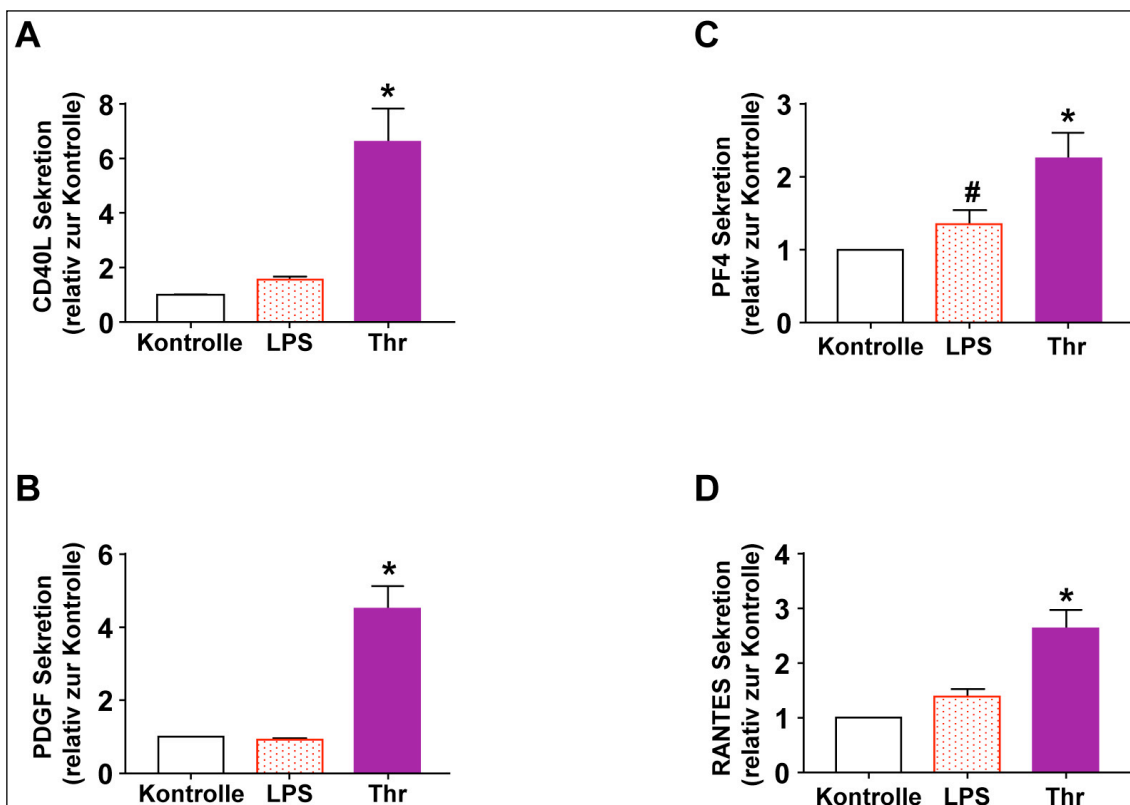 A
CD40L Sekretion
(relativ zur Kontrolle)
8
6
4
2
0
*
Kontrolle LPS Thr
C
PF4 Sekretion
(relativ zur Kontrolle)
3
2
1
0
#
*
Kontrolle LPS Thr
B
PDGF Sekretion
(relativ zur Kontrolle)
6
4
2
0
*
Kontrolle LPS Thr
D
RANTES Sekretion
(relativ zur Kontrolle)
4
3
2
1
0
*
Kontrolle LPS Thr